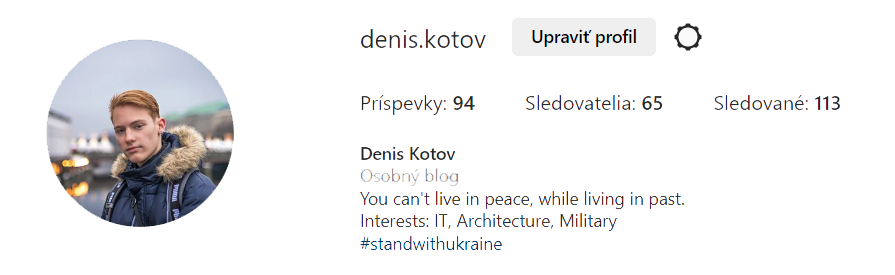 denis.kotov Upraviť profil
Príspevky: 94 Sledovatelia: 65 Sledované: 113
Denis Kotov
Osobný blog
You can't live in peace, while living in past.
Interests: IT, Architecture, Military
#standwithukraine